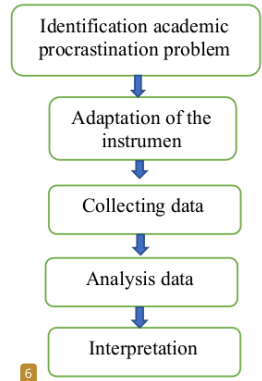 Identification academic
procrastination problem
Adaptation of the
instrumen
Collecting data
Analysis data
Interpretation
6